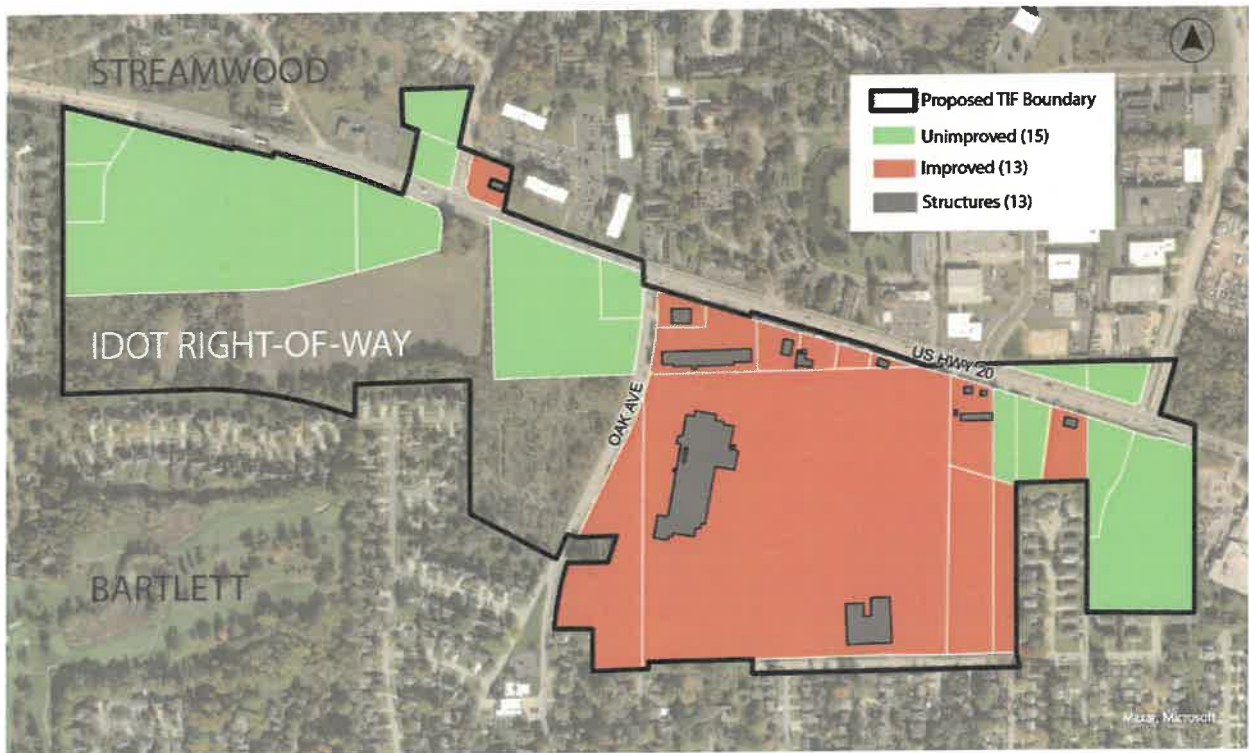 STREAMWOOD
Proposed TIF Boundary
Unimproved (15)
Improved (13)
Structures (13)
IDOT RIGHT-OF-WAY
US HWY 20
OAK AVE
BARTLETT
Maxar, Microsoft